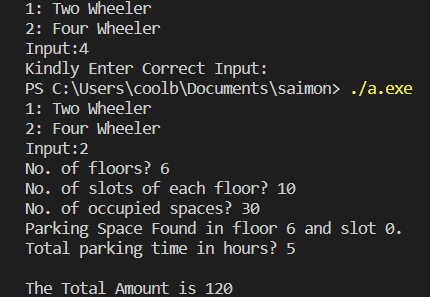 1: Two Wheeler
2: Four Wheeler
Input:4
Kindly Enter Correct Input:
PS C:\Users\coolb\Documents\saimon> ./a.exe
1: Two Wheeler
2: Four Wheeler
Input:2
No. of floors? 6
No. of slots of each floor? 10
No. of occupied spaces? 30
Parking Space Found in floor 6 and slot 0.
Total parking time in hours? 5

The Total Amount is 120